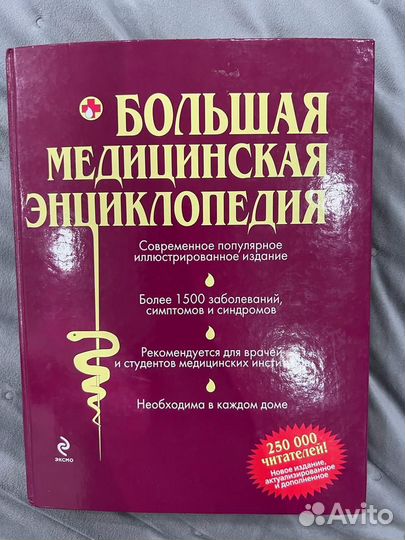 БОЛЬШАЯ
МЕДИЦИНСКАЯ
ЭНЦИКЛОПЕДИЯ
Современное популярное
иллюстрированное издание
Более 1500 заболеваний,
симптомов и синдромов
Рекомендуется для врачей
и студентов медицинских
Необходима в каждом доме
250 000
читателей!
Новое издание,
актуализированное
и дополненное
ЭКСМО
Avito